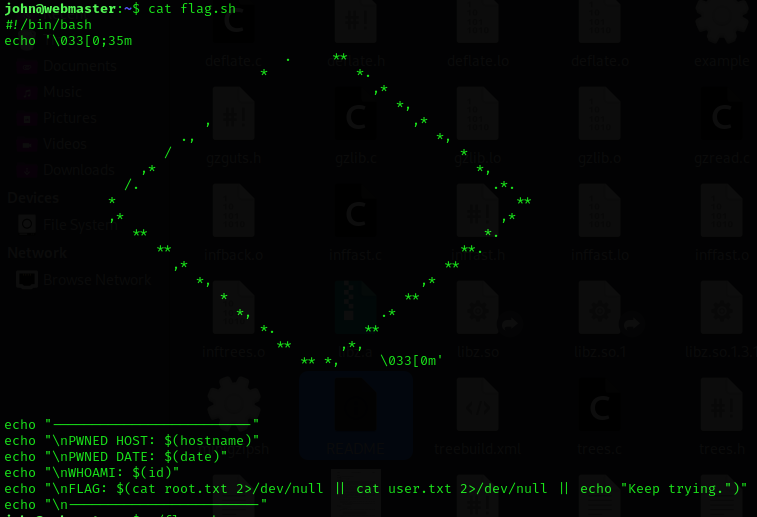 john@webmaster:~$ cat flag.sh
#!/bin/bash
echo '\033[0;35m
                                   .     **
                                *           *.
                                              ,*
                                                 *,
                         ,                         ,*
                      .,                              *,
                    /                                    *
                 ,*                                        *,
               /.                                            .*.
             *                                                  **
             ,*                                               ,*
                **                                          *.
                   **                                    **.
                     ,*                                **
                        *,                          ,*
                           *                      **
                             *,                .*
                                *.            **
                                  **      ,*,
                                     ** *,     \033[0m'
echo "─────────────────────────"
echo "\nPWNED HOST: $(hostname)"
echo "\nPWNED DATE: $(date)"
echo "\nWHOAMI: $(id)"
echo "\nFLAG: $(cat root.txt 2>/dev/null || cat user.txt 2>/dev/null || echo "Keep trying.")"
echo "\n────────────────────────"
deflate.c
deflate.h
deflate.lo
deflate.o
example
Documents
Music
Pictures
Videos
Downloads
gzguts.h
gzlib.c
gzlib.lo
gzlib.o
gzread.c
Devices
File System
Network
Browse Network
infback.o
inffast.c
inffast.h
inffast.lo
inffast.o
inftrees.o
libz.so
libz.so.1
libz.so.1.3.
README
treebuild.xml
trees.c
trees.h